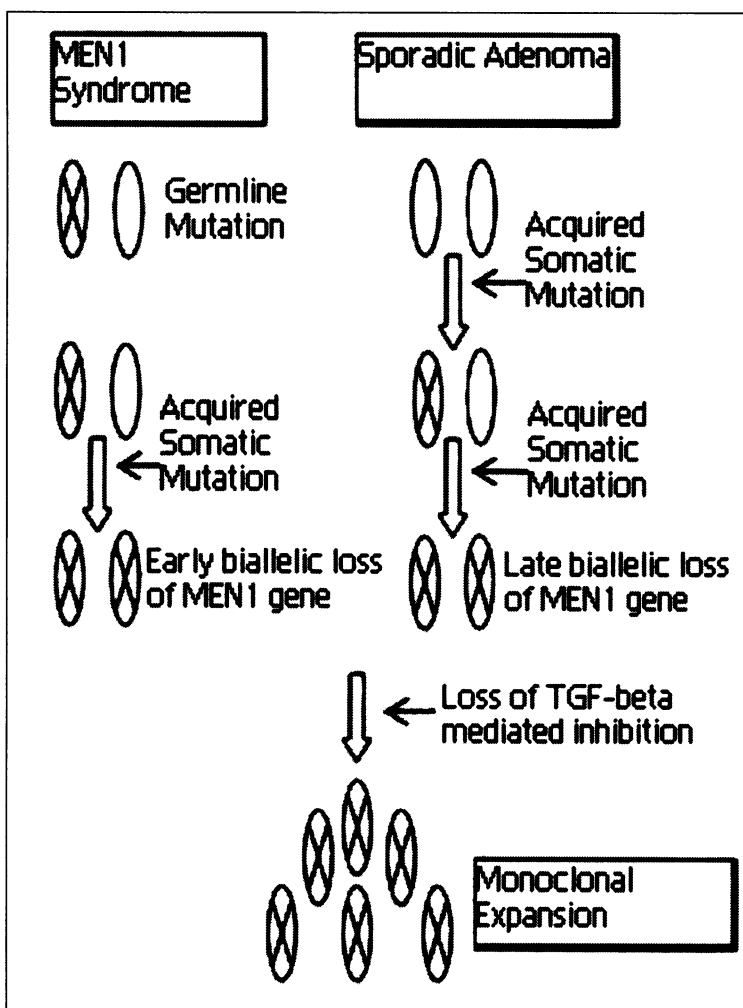 MEN1
Syndrome
Sporadic Adenoma
Germline
Mutation
Acquired
Somatic
Mutation
Acquired
Somatic
Mutation
Acquired
Somatic
Mutation
Early biallelic loss
of MEN1 gene
Late biallelic loss
of MEN1 gene
Loss of TGF-beta
mediated inhibition
Monoclonal
Expansion